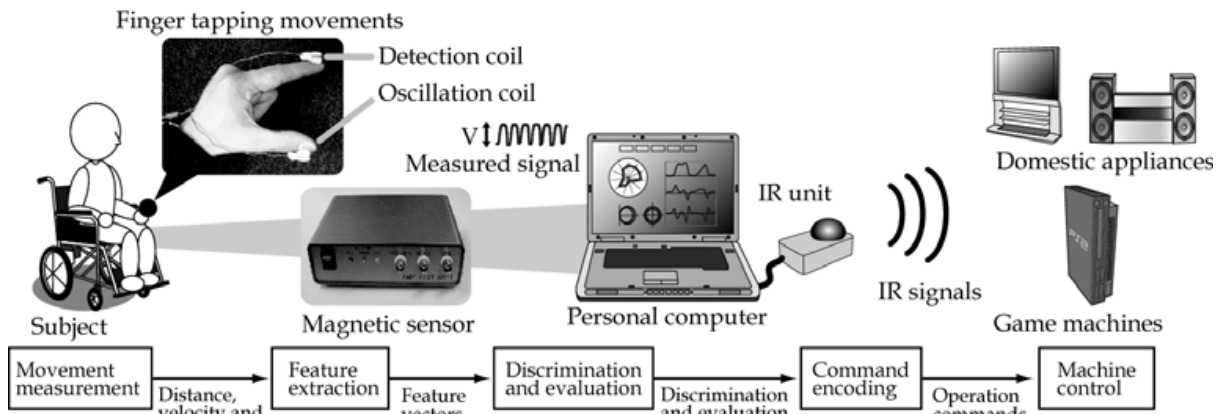 Finger tapping movements
Detection coil
Oscillation coil
V
Measured signal
IR unit
Domestic appliances
IR signals
PS2
Subject
Magnetic sensor
Personal computer
Game machines
Movement
measurement
Distance,
velocity and
Feature
extraction
Feature
vectors
Discrimination
and evaluation
Discrimination
and evaluation
Command
encoding
Operation
commands
Machine
control